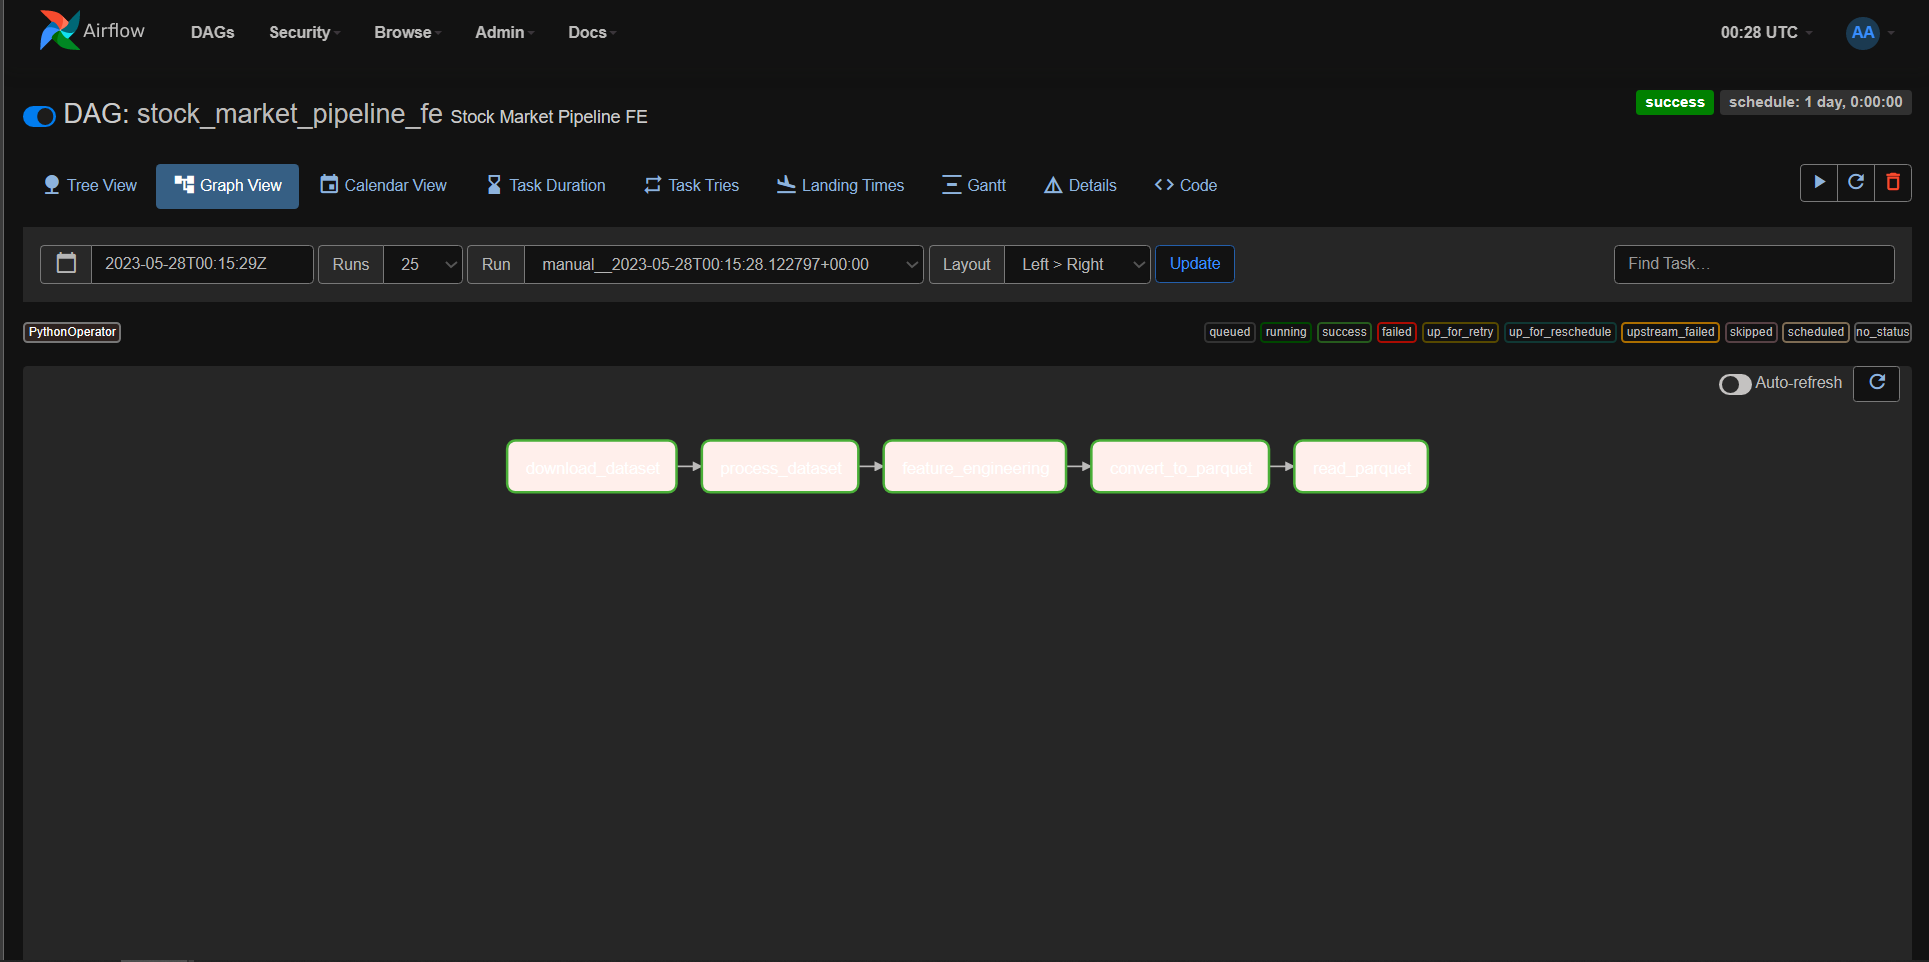 Airflow DAGs Security Browse Admin Docs 00:28 UTC AA
DAG: stock_market_pipeline_fe Stock Market Pipeline FE success schedule: 1 day, 0:00:00
Tree View Graph View Calendar View Task Duration Task Tries Landing Times Gantt Details <> Code
2023-05-28T00:15:29Z Runs 25 Run manual__2023-05-28T00:15:28.122797+00:00 Layout Left > Right Update Find Task...
PythonOperator queued running success failed up_for_retry up_for_reschedule upstream_failed skipped scheduled no_status
Auto-refresh
download_dataset process_dataset feature_engineering convert_to_parquet read_parquet